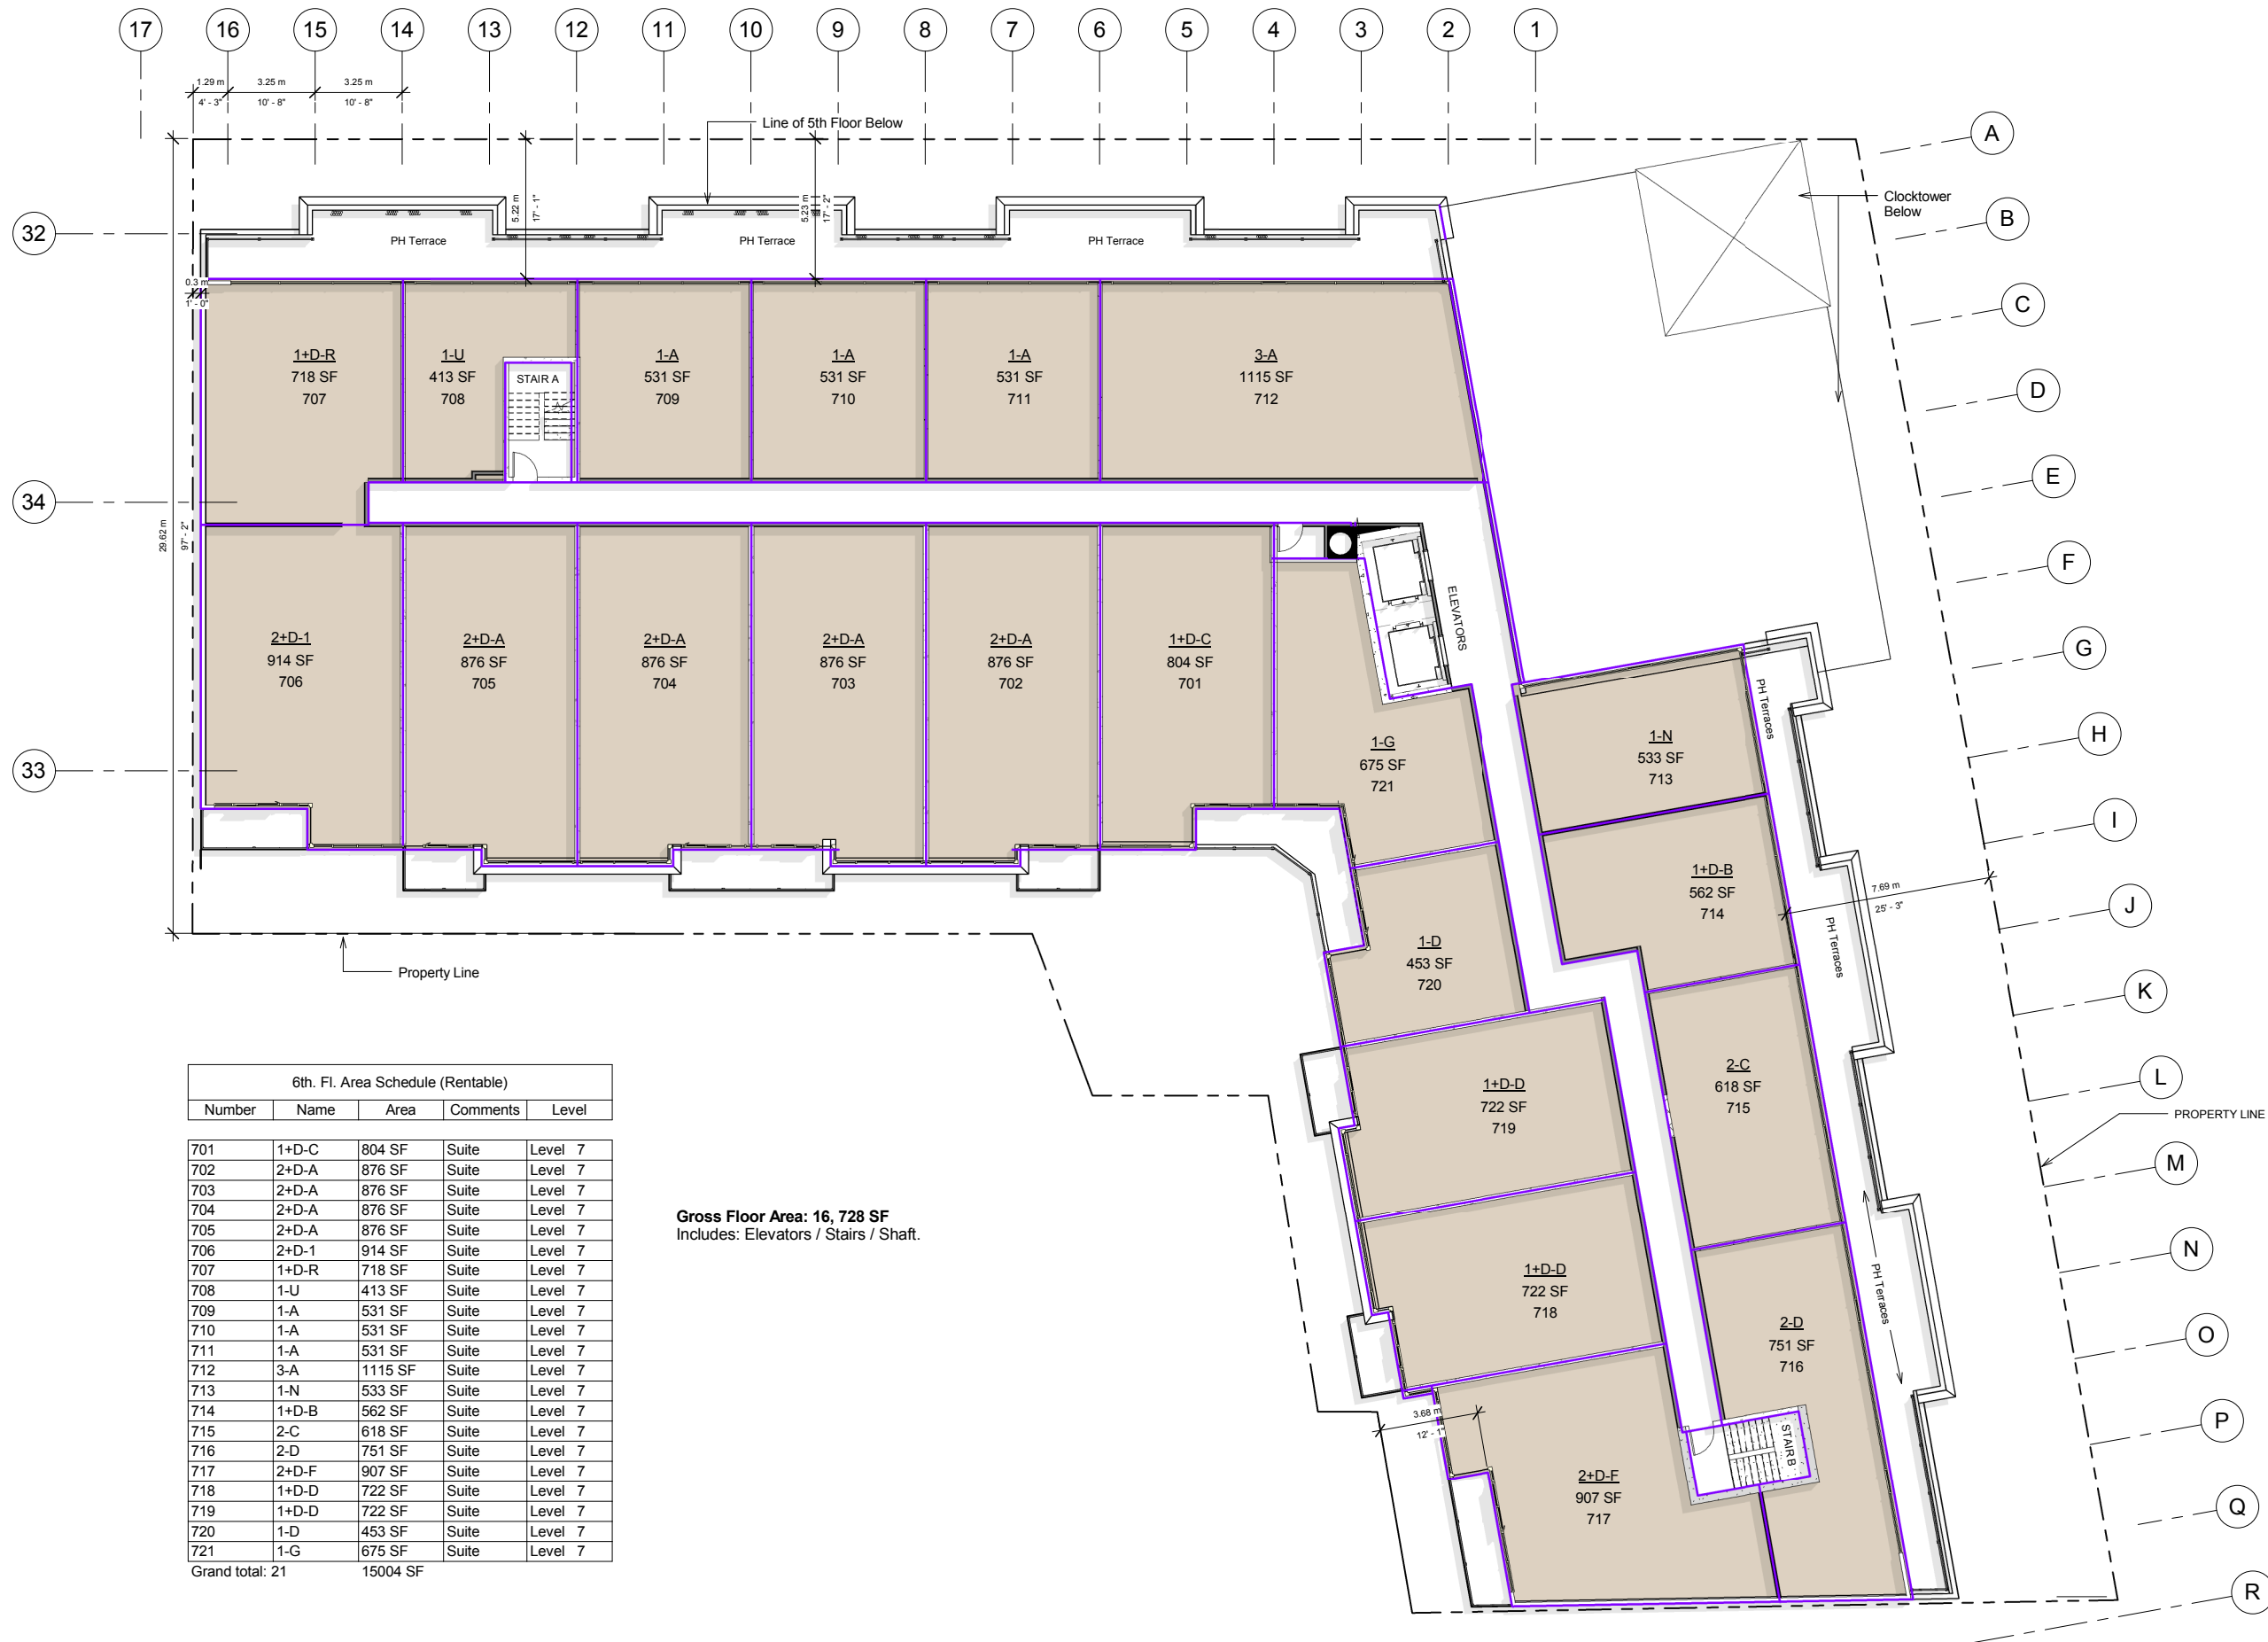 17 16 15 14 13 12 11 10 9 8 7 6 5 4 3 2 1
1.29 m 3.25 m 3.25 m
4' - 3" 10' - 8" 10' - 8"
Line of 5th Floor Below
A
Clocktower
Below
B
32
5.22 m
17' - 1"
5.23 m
17' - 2"
PH Terrace PH Terrace PH Terrace
0.3 m
1' - 0"
C
1+D-R
718 SF
707
1-U
413 SF
708
STAIR A
1-A
531 SF
709
1-A
531 SF
710
1-A
531 SF
711
3-A
1115 SF
712
D
E
34
29.62 m
97' - 2"
F
ELEVATORS
G
2+D-1
914 SF
706
2+D-A
876 SF
705
2+D-A
876 SF
704
2+D-A
876 SF
703
2+D-A
876 SF
702
1+D-C
804 SF
701
PH Terraces
H
33
1-G
675 SF
721
1-N
533 SF
713
I
1+D-B
562 SF
714
7.69 m
25' - 3"
J
PH Terraces
1-D
453 SF
720
Property Line
K
2-C
618 SF
715
L
PROPERTY LINE
1+D-D
722 SF
719
M
N
1+D-D
722 SF
718
PH Terraces
2-D
751 SF
716
O
P
3.68 m
12' - 1"
STAIR B
2+D-F
907 SF
717
Q
R
6th. Fl. Area Schedule (Rentable)
Number Name Area Comments Level
701 1+D-C 804 SF Suite Level 7
702 2+D-A 876 SF Suite Level 7
703 2+D-A 876 SF Suite Level 7
704 2+D-A 876 SF Suite Level 7
705 2+D-A 876 SF Suite Level 7
706 2+D-1 914 SF Suite Level 7
707 1+D-R 718 SF Suite Level 7
708 1-U 413 SF Suite Level 7
709 1-A 531 SF Suite Level 7
710 1-A 531 SF Suite Level 7
711 1-A 531 SF Suite Level 7
712 3-A 1115 SF Suite Level 7
713 1-N 533 SF Suite Level 7
714 1+D-B 562 SF Suite Level 7
715 2-C 618 SF Suite Level 7
716 2-D 751 SF Suite Level 7
717 2+D-F 907 SF Suite Level 7
718 1+D-D 722 SF Suite Level 7
719 1+D-D 722 SF Suite Level 7
720 1-D 453 SF Suite Level 7
721 1-G 675 SF Suite Level 7
Grand total: 21 15004 SF
Gross Floor Area: 16, 728 SF
Includes: Elevators / Stairs / Shaft.